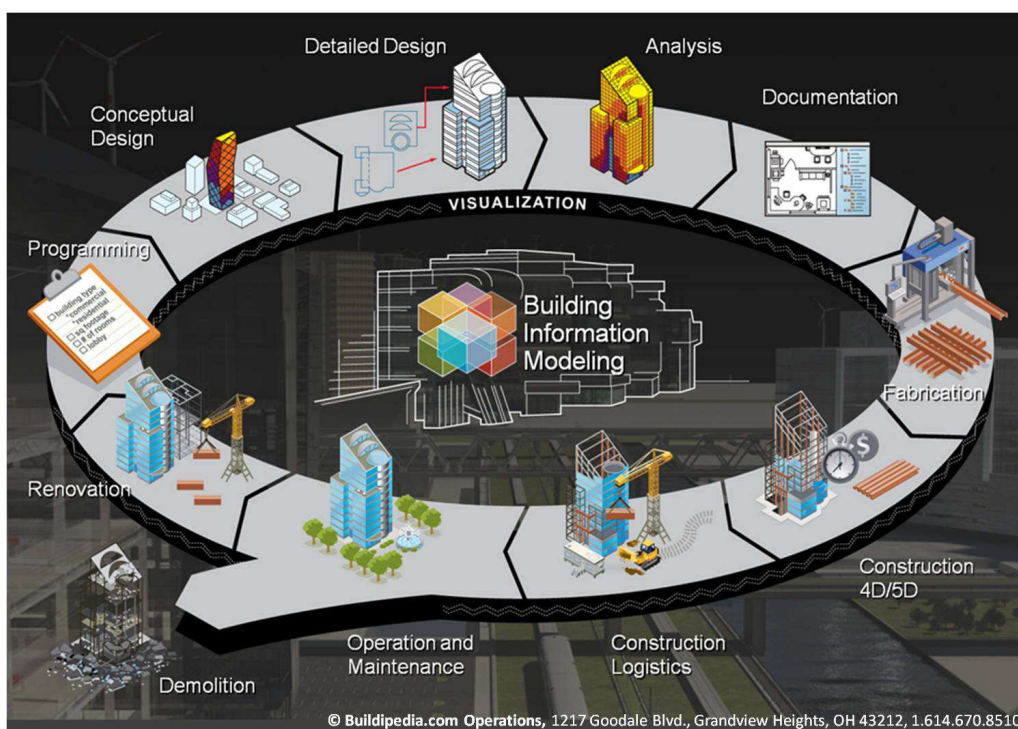 Detailed Design
Analysis
Documentation
Conceptual
Design
VISUALIZATION
Programming
building type
*commercial
*residential
sq footage
# of rooms
lobby
Building
Information
Modeling
Fabrication
$
Renovation
Construction
4D/5D
Operation and
Maintenance
Construction
Logistics
Demolition
© Buildipedia.com Operations, 1217 Goodale Blvd., Grandview Heights, OH 43212, 1.614.670.8510